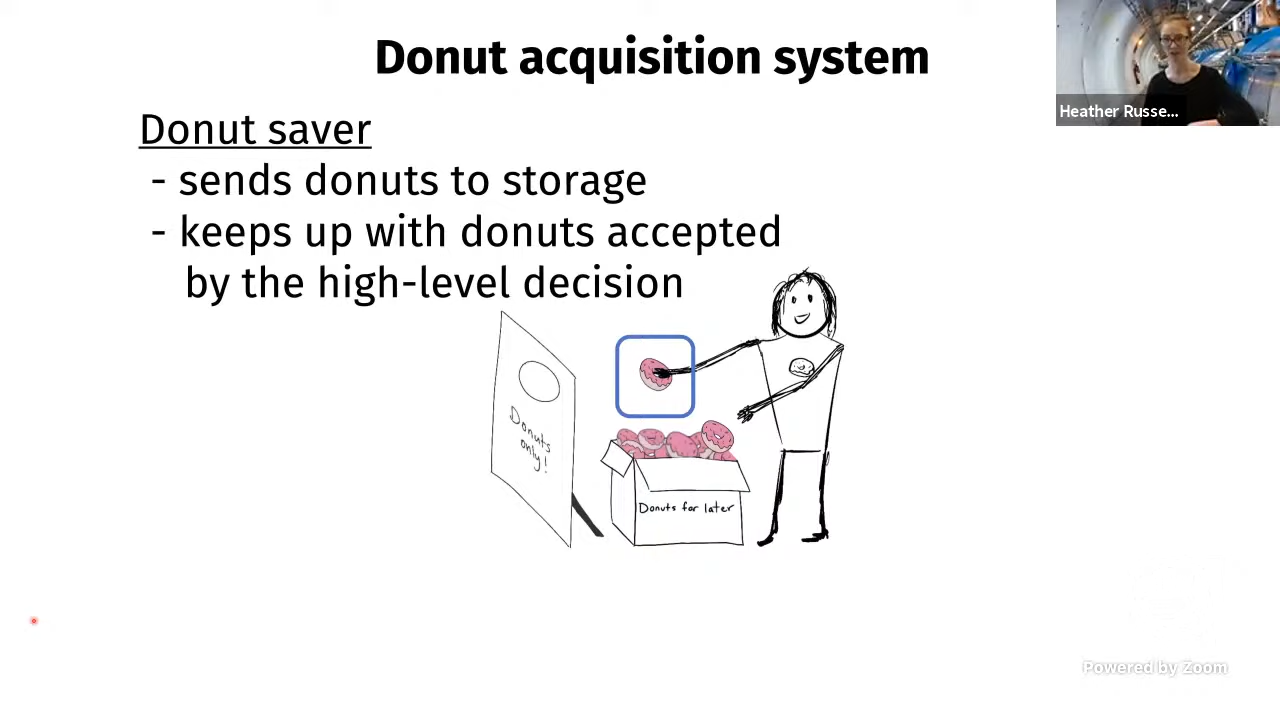 Donut acquisition system
Heather Russe...
Donut saver
- sends donuts to storage
- keeps up with donuts accepted
by the high-level decision
Donuts
only!
Donuts for later
Powered by Zoom